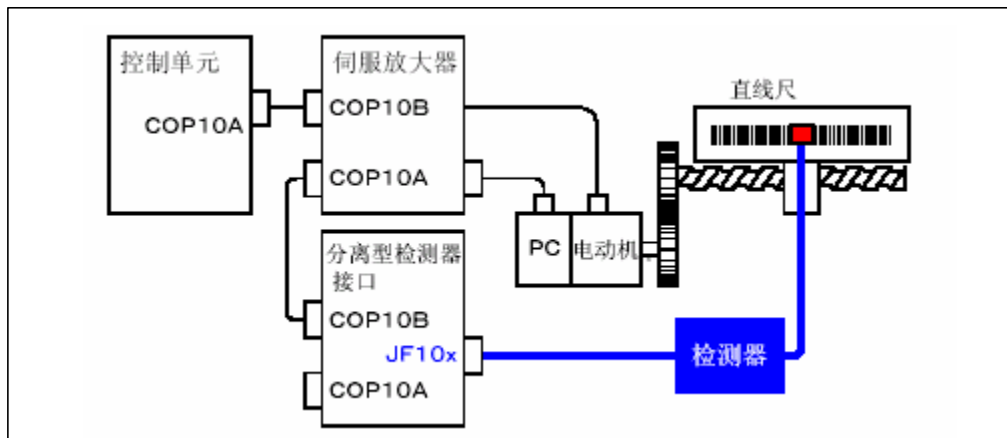 控制单元
COP10A
伺服放大器
COP10B
COP10A
直线尺
PC
电动机
分离型检测器
接口
COP10B
JF10x
COP10A
检测器